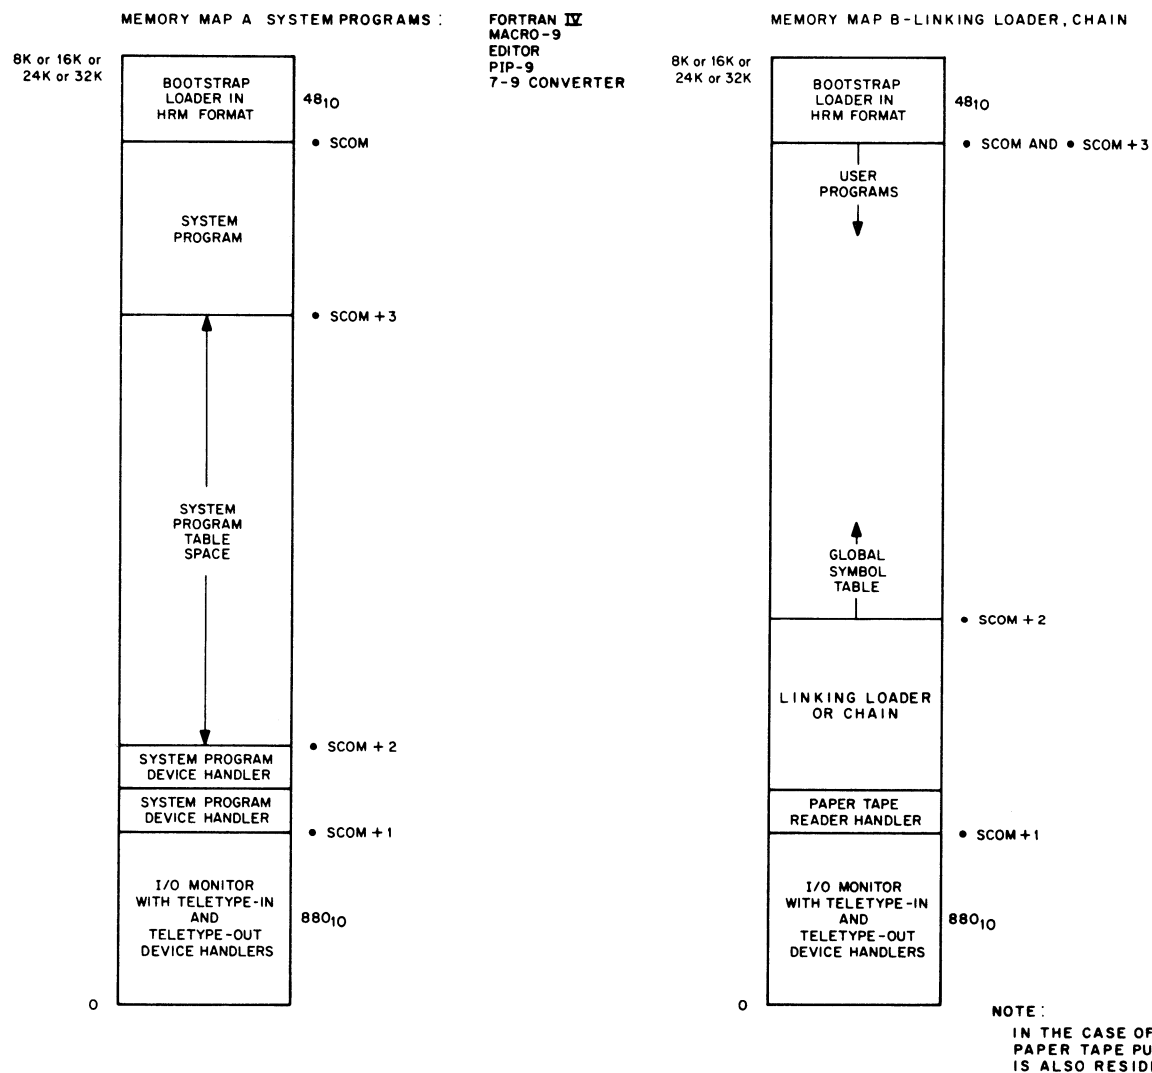 MEMORY MAP A SYSTEM PROGRAMS:
FORTRAN IV
MACRO-9
EDITOR
PIP-9
7-9 CONVERTER
8K or 16K or
24K or 32K
BOOTSTRAP
LOADER IN
HRM FORMAT
48₁₀
• SCOM
SYSTEM
PROGRAM
• SCOM +3
SYSTEM
PROGRAM
TABLE
SPACE
• SCOM +2
SYSTEM PROGRAM
DEVICE HANDLER
SYSTEM PROGRAM
DEVICE HANDLER
• SCOM +1
I/O MONITOR
WITH TELETYPE-IN
AND
TELETYPE-OUT
DEVICE HANDLERS
880₁₀
0
MEMORY MAP B-LINKING LOADER, CHAIN
8K or 16K or
24K or 32K
BOOTSTRAP
LOADER IN
HRM FORMAT
48₁₀
• SCOM AND • SCOM +3
USER
PROGRAMS
GLOBAL
SYMBOL
TABLE
• SCOM +2
LINKING LOADER
OR CHAIN
PAPER TAPE
READER HANDLER
• SCOM +1
I/O MONITOR
WITH TELETYPE-IN
AND
TELETYPE-OUT
DEVICE HANDLERS
880₁₀
0
NOTE:
IN THE CASE OF
PAPER TAPE
IS ALSO